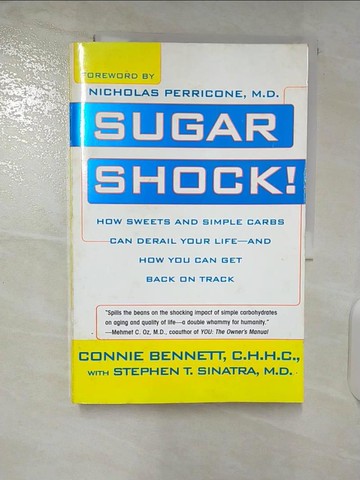 FOREWORD BY
NICHOLAS PERRICONE, M.D.
SUGAR
SHOCK!
HOW SWEETS AND SIMPLE CARBS
CAN DERAIL YOUR LIFE—AND
HOW YOU CAN GET
BACK ON TRACK
"Spills the beans on the shocking impact of simple carbohydrates
on aging and quality of life—a double whammy for humanity."
—Mehmet C. Oz, M.D., coauthor of YOU: The Owner's Manual
CONNIE BENNETT, C.H.H.C.,
WITH STEPHEN T. SINATRA, M.D.